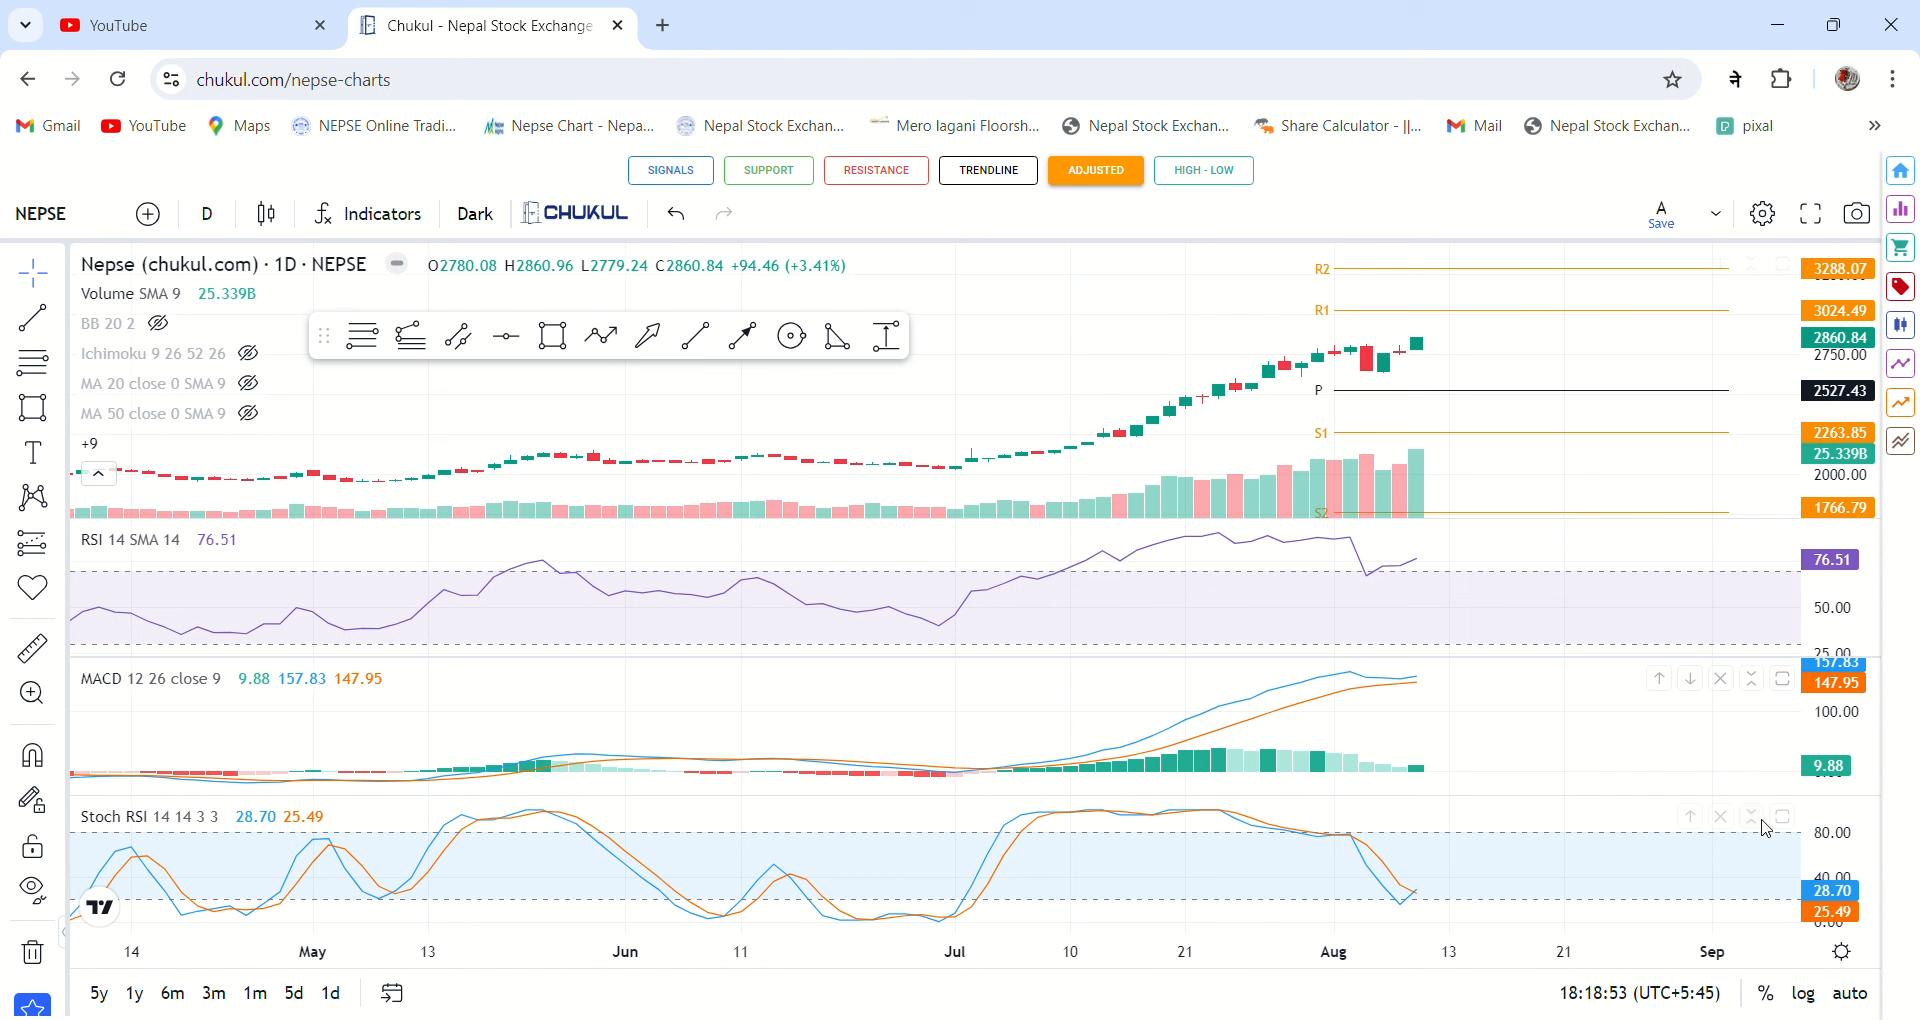 YouTube
Chukul - Nepal Stock Exchange
chukul.com/nepse-charts
ने
Gmail YouTube Maps NEPSE Online Tradi... Nepse Chart - Nepa... Nepal Stock Exchan... Mero lagani Floorsh... Nepal Stock Exchan... Share Calculator - ||... Mail Nepal Stock Exchan... pixal »
SIGNALS SUPPORT RESISTANCE TRENDLINE ADJUSTED HIGH - LOW
NEPSE D Indicators Dark CHUKUL A Save
Nepse (chukul.com) · 1D · NEPSE O2780.08 H2860.96 L2779.24 C2860.84 +94.46 (+3.41%)
Volume SMA 9 25.339B
BB 20 2
Ichimoku 9 26 52 26
MA 20 close 0 SMA 9
MA 50 close 0 SMA 9
+9
R2
R1
P
S1
S2
3288.07
3024.49
2860.84
2750.00
2527.43
2263.85
25.339B
2000.00
1766.79
RSI 14 SMA 14 76.51
76.51
50.00
25.00
MACD 12 26 close 9 9.88 157.83 147.95
157.83
147.95
100.00
9.88
Stoch RSI 14 14 3 3 28.70 25.49
80.00
40.00
28.70
25.49
0.00
14 May 13 Jun 11 Jul 10 21 Aug 13 21 Sep
5y 1y 6m 3m 1m 5d 1d 18:18:53 (UTC+5:45) % log auto